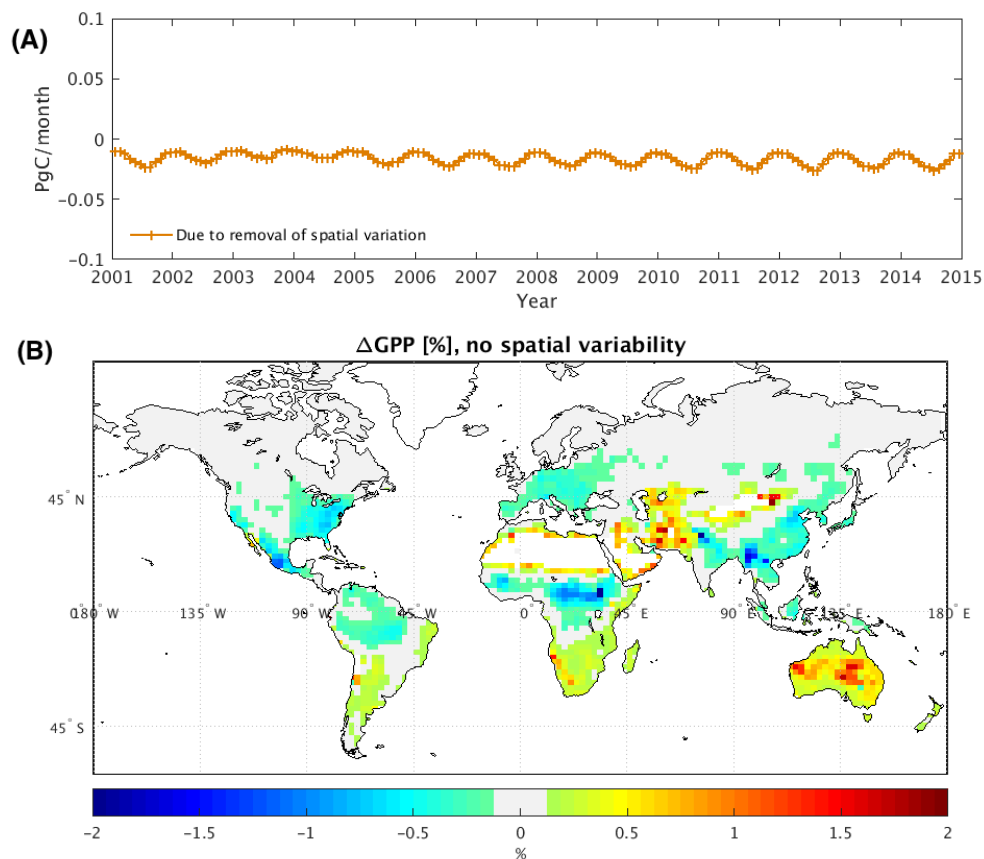 (A)
0.1
0.05
0
-0.05
-0.1
PgC/month
Due to removal of spatial variation
2001 2002 2003 2004 2005 2006 2007 2008 2009 2010 2011 2012 2013 2014 2015
Year
(B)
ΔGPP [%], no spatial variability
45° N
180° W 135° W 90° W 45° W 0 45° E 90° E 135° E 180° E
45° S
-2 -1.5 -1 -0.5 0 0.5 1 1.5 2
%